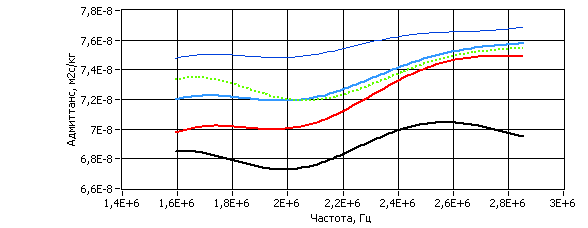 7,8E-8
7,6E-8
7,4E-8
7,2E-8
7E-8
6,8E-8
6,6E-8
Адмиттанс, м2с/кг
1,4E+6 1,6E+6 1,8E+6 2E+6 2,2E+6 2,4E+6 2,6E+6 2,8E+6 3E+6
Частота, Гц